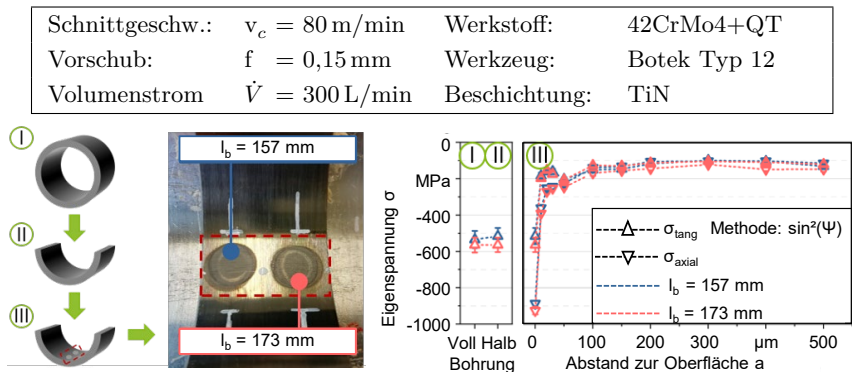 Schnittgeschw.: v_c = 80 m/min Werkstoff: 42CrMo4+QT
Vorschub: f = 0,15 mm Werkzeug: Botek Typ 12
Volumenstrom V̇ = 300 L/min Beschichtung: TiN
I
II
III
l_b = 157 mm
l_b = 173 mm
Eigenspannung σ
0
MPa
-400
-600
-800
-1000
I II
Voll Halb
Bohrung
III
σ_tang Methode: sin²(Ψ)
σ_axial
l_b = 157 mm
l_b = 173 mm
0 100 200 300 µm 500
Abstand zur Oberfläche a